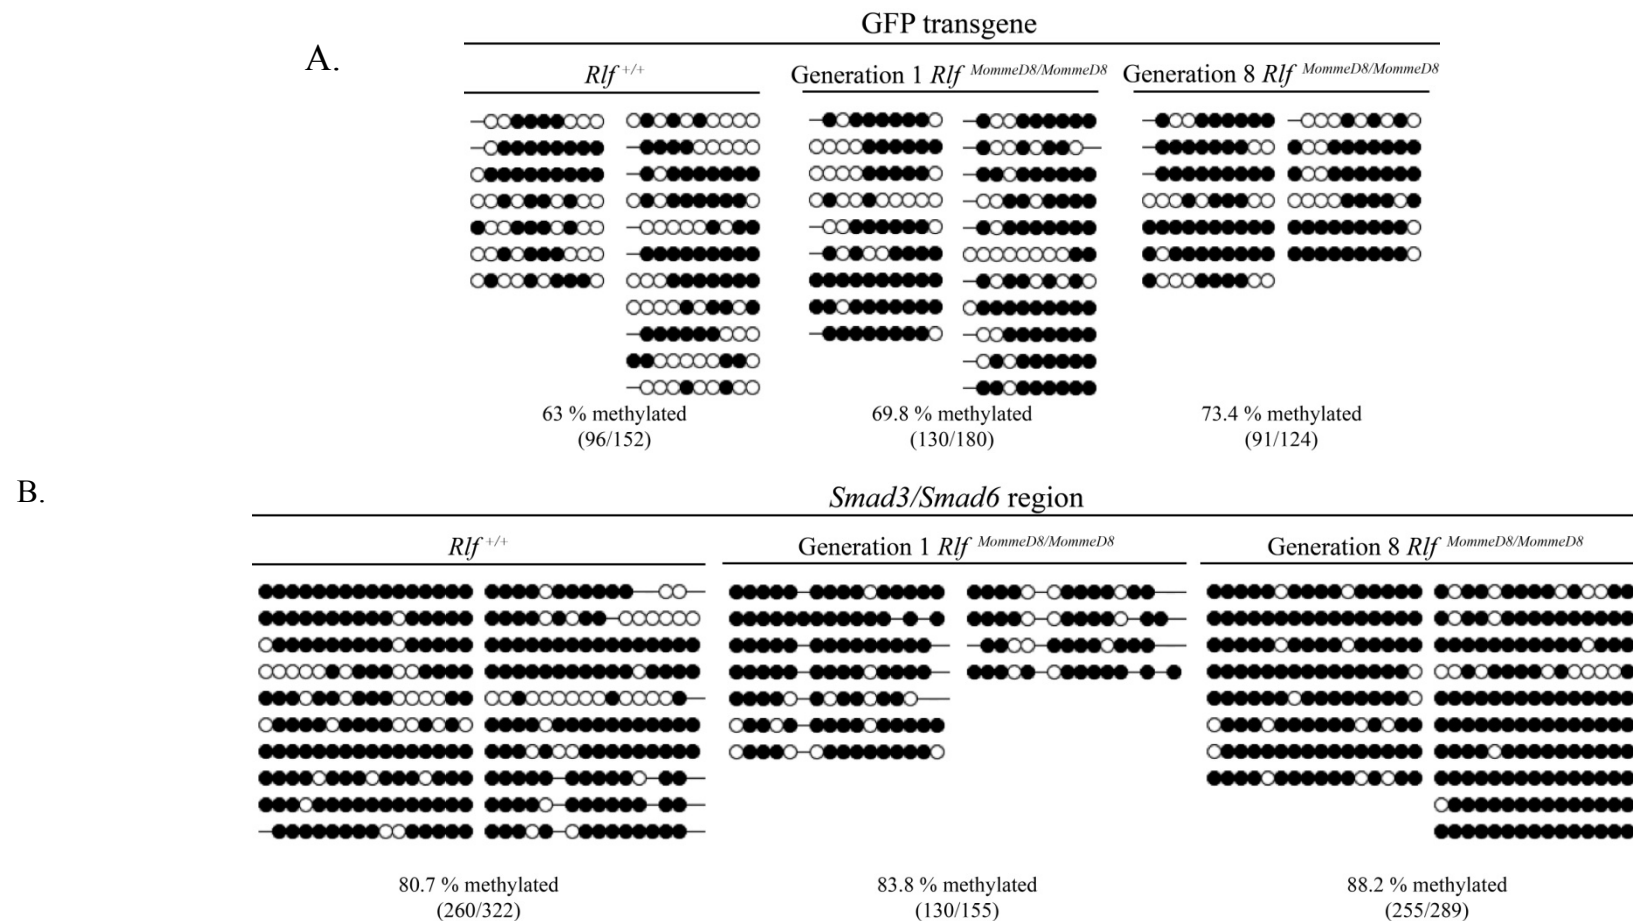 GFP transgene
A.
Rlf +/+
Generation 1 Rlf MommeD8/MommeD8
Generation 8 Rlf MommeD8/MommeD8
63 % methylated
(96/152)
69.8 % methylated
(130/180)
73.4 % methylated
(91/124)
B.
Smad3/Smad6 region
Rlf +/+
Generation 1 Rlf MommeD8/MommeD8
Generation 8 Rlf MommeD8/MommeD8
80.7 % methylated
(260/322)
83.8 % methylated
(130/155)
88.2 % methylated
(255/289)